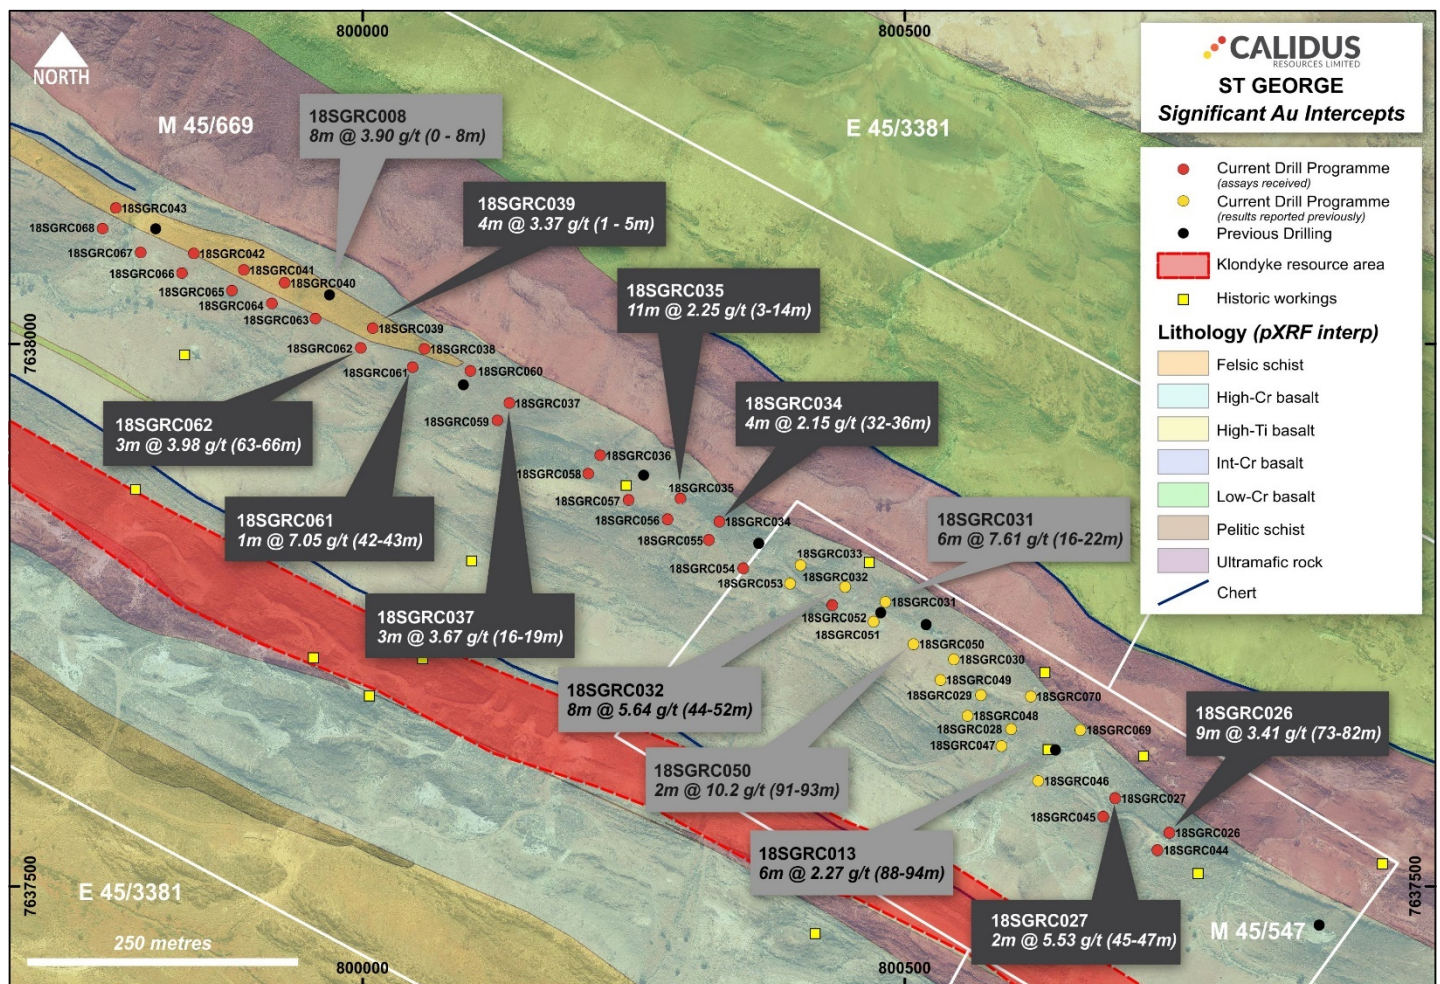 800000
800500
NORTH
M 45/669
E 45/3381
CALIDUS
RESOURCES LIMITED
ST GEORGE
Significant Au Intercepts
Current Drill Programme
(assays received)
Current Drill Programme
(results reported previously)
Previous Drilling
Klondyke resource area
Historic workings
Lithology (pXRF interp)
Felsic schist
High-Cr basalt
High-Ti basalt
Int-Cr basalt
Low-Cr basalt
Pelitic schist
Ultramafic rock
Chert
18SGRC008
8m @ 3.90 g/t (0 - 8m)
18SGRC039
4m @ 3.37 g/t (1 - 5m)
18SGRC035
11m @ 2.25 g/t (3-14m)
18SGRC034
4m @ 2.15 g/t (32-36m)
18SGRC062
3m @ 3.98 g/t (63-66m)
18SGRC061
1m @ 7.05 g/t (42-43m)
18SGRC037
3m @ 3.67 g/t (16-19m)
18SGRC031
6m @ 7.61 g/t (16-22m)
18SGRC032
8m @ 5.64 g/t (44-52m)
18SGRC050
2m @ 10.2 g/t (91-93m)
18SGRC013
6m @ 2.27 g/t (88-94m)
18SGRC026
9m @ 3.41 g/t (73-82m)
18SGRC027
2m @ 5.53 g/t (45-47m)
18SGRC043
18SGRC068
18SGRC067
18SGRC042
18SGRC066
18SGRC041
18SGRC040
18SGRC065
18SGRC064
18SGRC063
18SGRC039
18SGRC062
18SGRC038
18SGRC061
18SGRC060
18SGRC037
18SGRC059
18SGRC036
18SGRC058
18SGRC057
18SGRC035
18SGRC056
18SGRC034
18SGRC055
18SGRC054
18SGRC033
18SGRC053
18SGRC032
18SGRC031
18SGRC052
18SGRC051
18SGRC050
18SGRC030
18SGRC049
18SGRC029
18SGRC070
18SGRC048
18SGRC028
18SGRC069
18SGRC047
18SGRC046
18SGRC027
18SGRC045
18SGRC026
18SGRC044
7638000
7638000
7637500
7637500
E 45/3381
M 45/547
250 metres
800000
800500